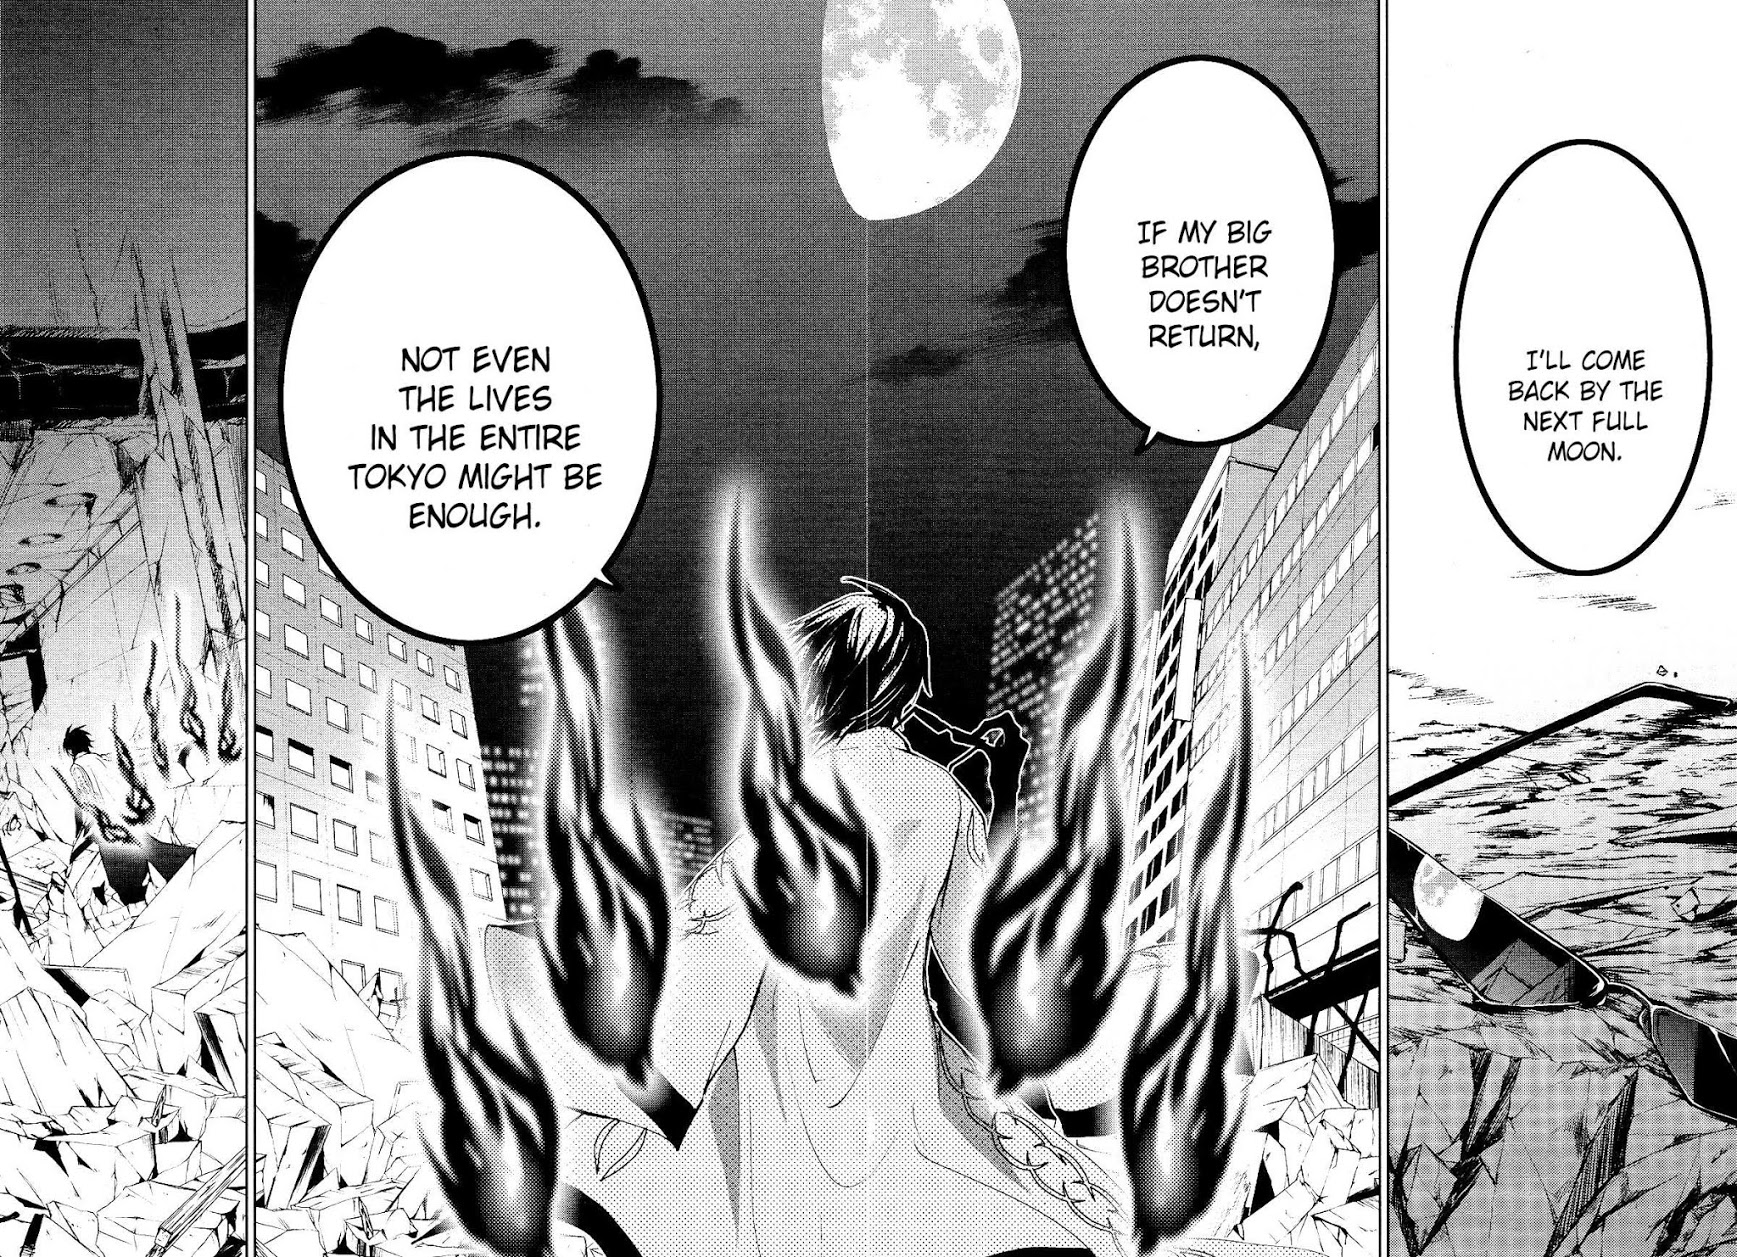 I'LL COME
BACK BY THE
NEXT FULL
MOON.
IF MY BIG
BROTHER
DOESN'T
RETURN,
NOT EVEN
THE LIVES
IN THE ENTIRE
TOKYO MIGHT BE
ENOUGH.